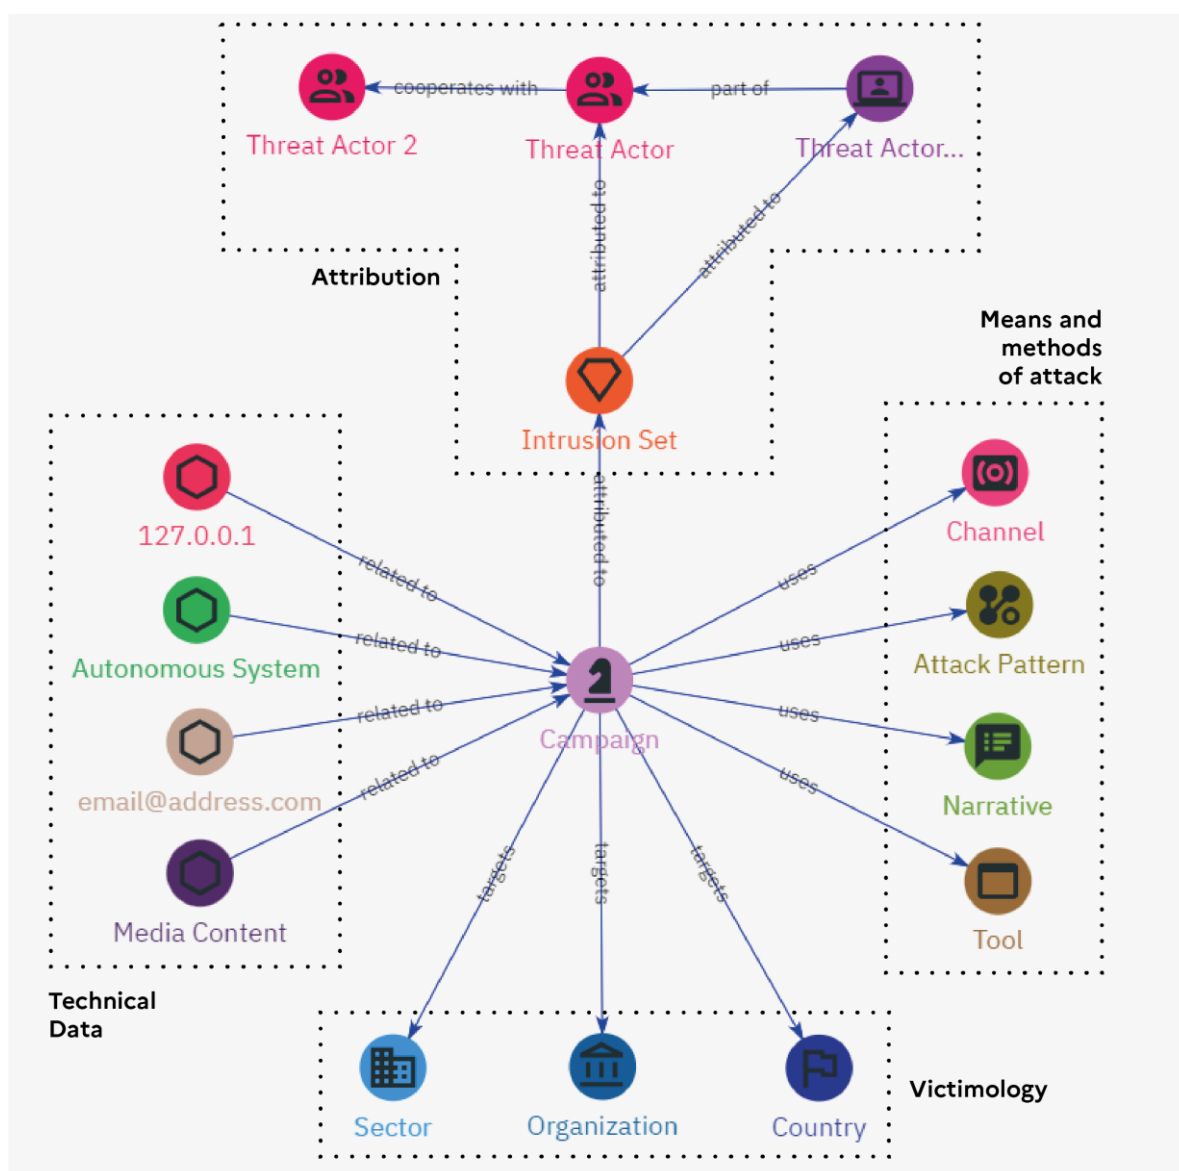 cooperates with
part of
Threat Actor 2
Threat Actor
Threat Actor...
attributed to
attributed to
Attribution
Means and
methods
of attack
Intrusion Set
attributed to
127.0.0.1
related to
Autonomous System
related to
email@address.com
related to
Media Content
related to
Campaign
uses
Channel
uses
Attack Pattern
uses
Narrative
uses
Tool
targets
targets
targets
Technical
Data
Sector
Organization
Country
Victimology